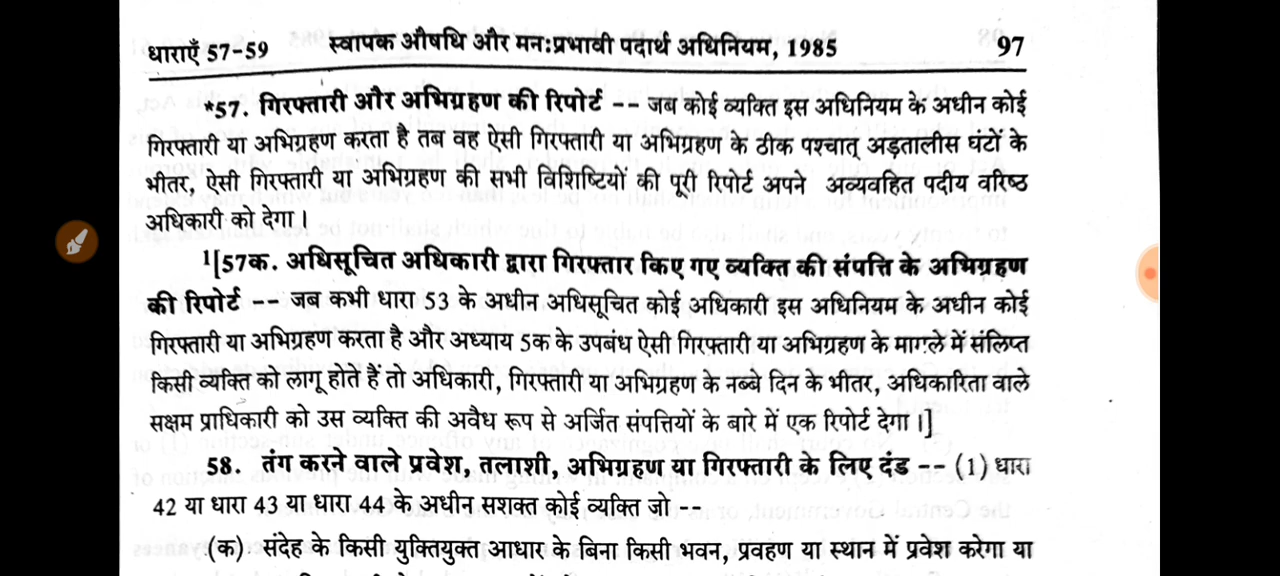 धाराएँ 57-59 स्वापक औषधि और मन:प्रभावी पदार्थ अधिनियम, 1985 97
*57. गिरफ्तारी और अभिग्रहण की रिपोर्ट -- जब कोई व्यक्ति इस अधिनियम के अधीन कोई
गिरफ्तारी या अभिग्रहण करता है तब वह ऐसी गिरफ्तारी या अभिग्रहण के ठीक पश्चात् अड़तालीस घंटों के
भीतर, ऐसी गिरफ्तारी या अभिग्रहण की सभी विशिष्टियों की पूरी रिपोर्ट अपने अव्यवहित पदीय वरिष्ठ
अधिकारी को देगा।
1[57क. अधिसूचित अधिकारी द्वारा गिरफ्तार किए गए व्यक्ति की संपत्ति के अभिग्रहण
की रिपोर्ट -- जब कभी धारा 53 के अधीन अधिसूचित कोई अधिकारी इस अधिनियम के अधीन कोई
गिरफ्तारी या अभिग्रहण करता है और अध्याय 5क के उपबंध ऐसी गिरफ्तारी या अभिग्रहण के मामले में संलिप्त
किसी व्यक्ति को लागू होते हैं तो अधिकारी, गिरफ्तारी या अभिग्रहण के नब्बे दिन के भीतर, अधिकारिता वाले
सक्षम प्राधिकारी को उस व्यक्ति की अवैध रूप से अर्जित संपत्तियों के बारे में एक रिपोर्ट देगा।]
58. तंग करने वाले प्रवेश, तलाशी, अभिग्रहण या गिरफ्तारी के लिए दंड -- (1) धारा
42 या धारा 43 या धारा 44 के अधीन सशक्त कोई व्यक्ति जो --
(क) संदेह के किसी युक्तियुक्त आधार के बिना किसी भवन, प्रवहण या स्थान में प्रवेश करेगा या